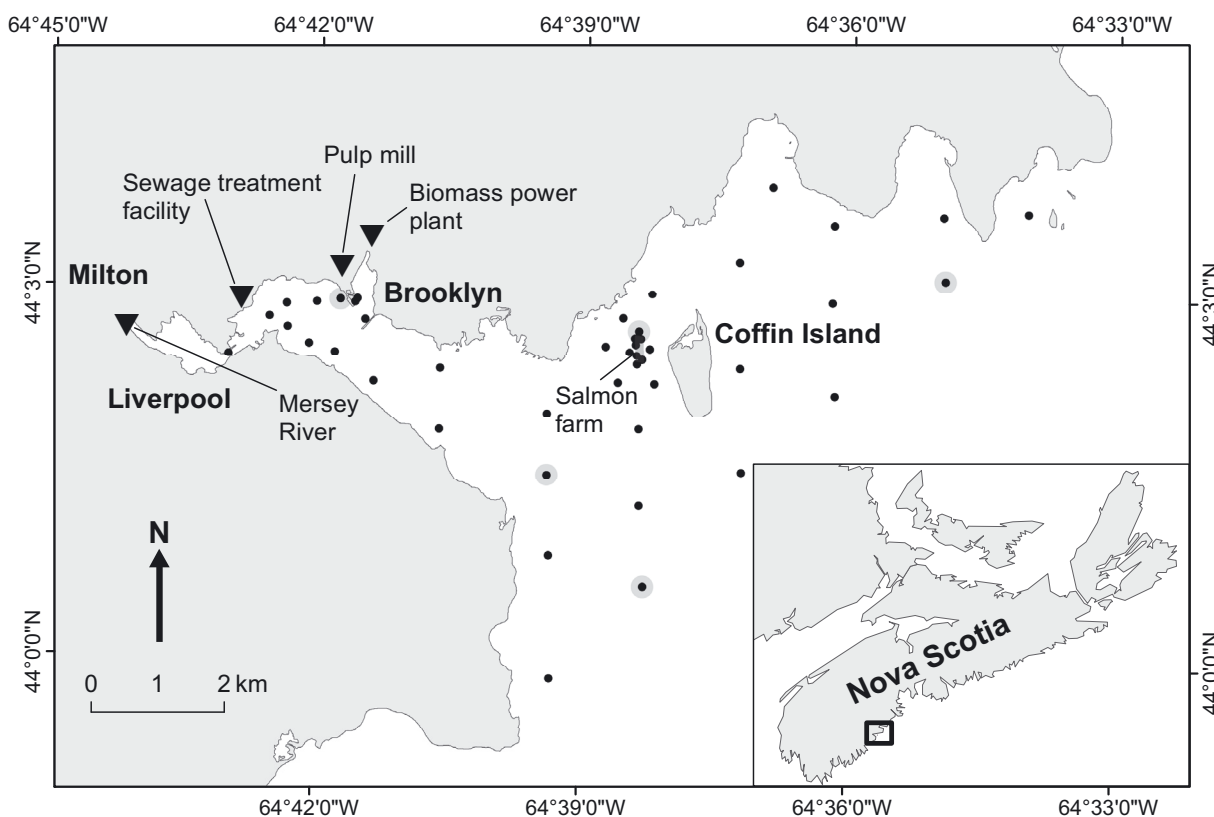 64°45'0"W 64°42'0"W 64°39'0"W 64°36'0"W 64°33'0"W
Pulp mill
Sewage treatment
facility
Biomass power
plant
44°3'0"N
Milton
Brooklyn
44°3'0"N
Coffin Island
Liverpool
Mersey
River
Salmon
farm
N
44°0'0"N
0 1 2 km
Nova Scotia
44°0'0"N
64°42'0"W 64°39'0"W 64°36'0"W 64°33'0"W